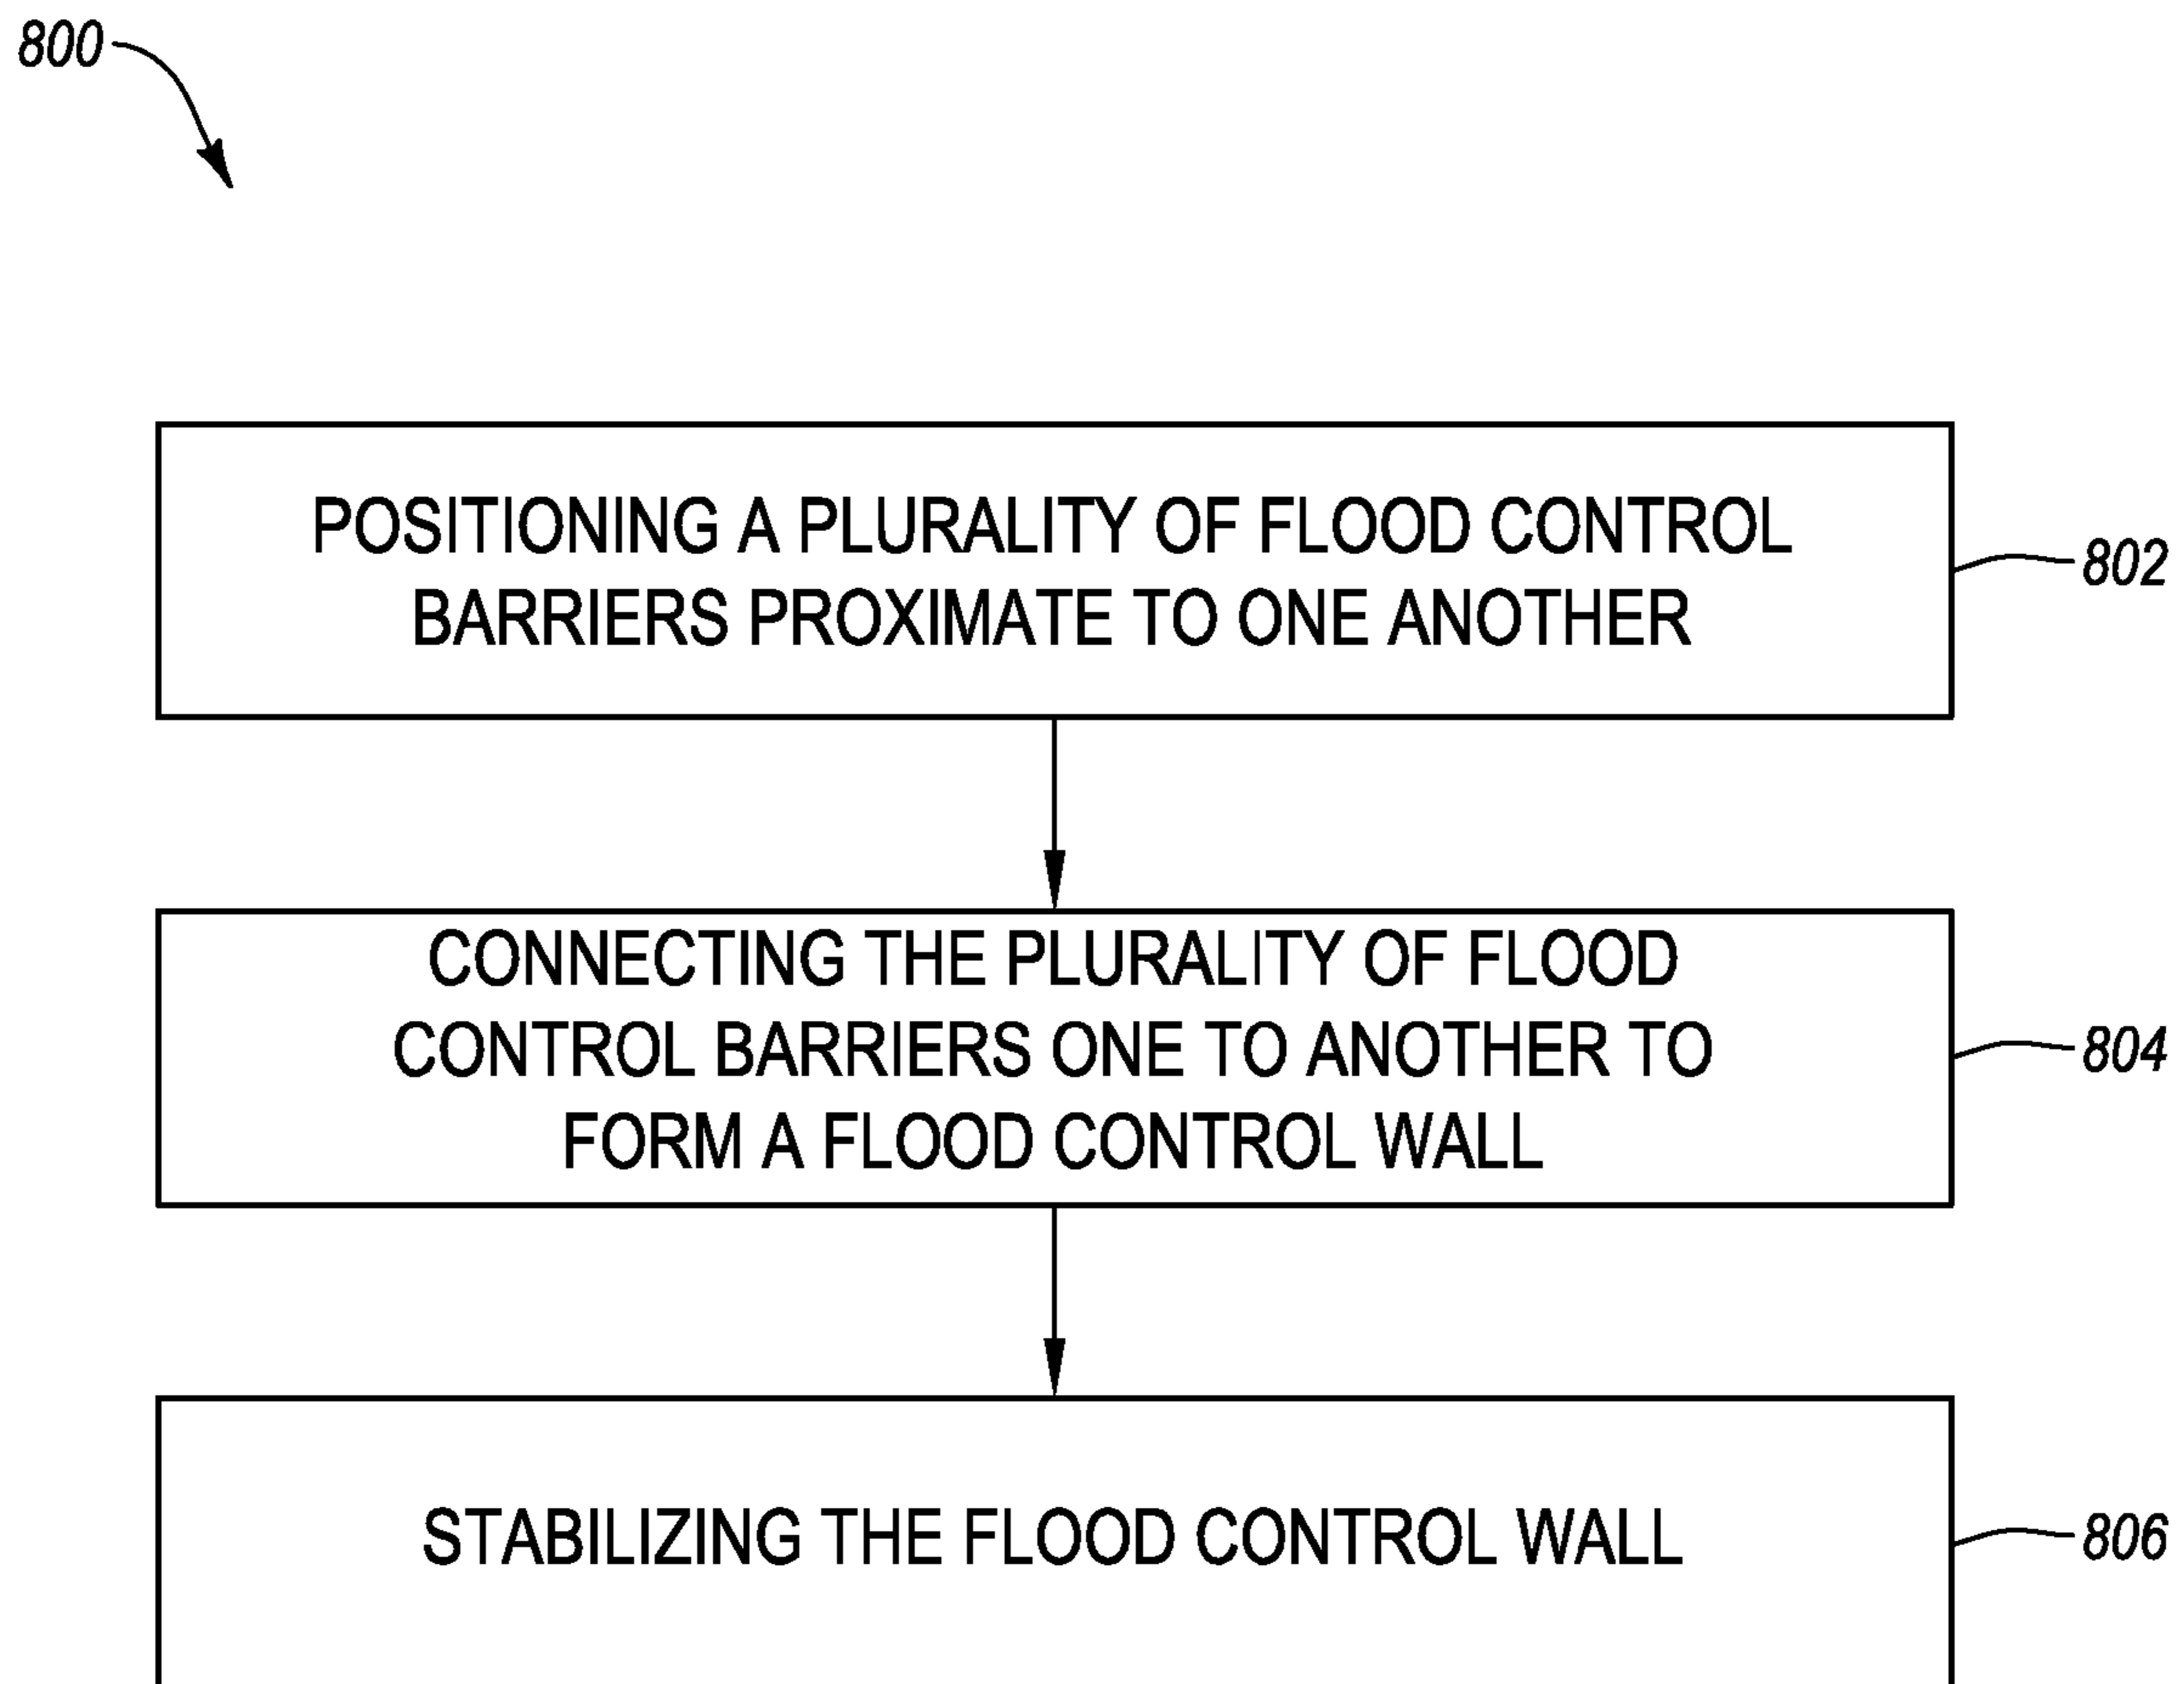 800
POSITIONING A PLURALITY OF FLOOD CONTROL
BARRIERS PROXIMATE TO ONE ANOTHER
802
CONNECTING THE PLURALITY OF FLOOD
CONTROL BARRIERS ONE TO ANOTHER TO
FORM A FLOOD CONTROL WALL
804
STABILIZING THE FLOOD CONTROL WALL
806